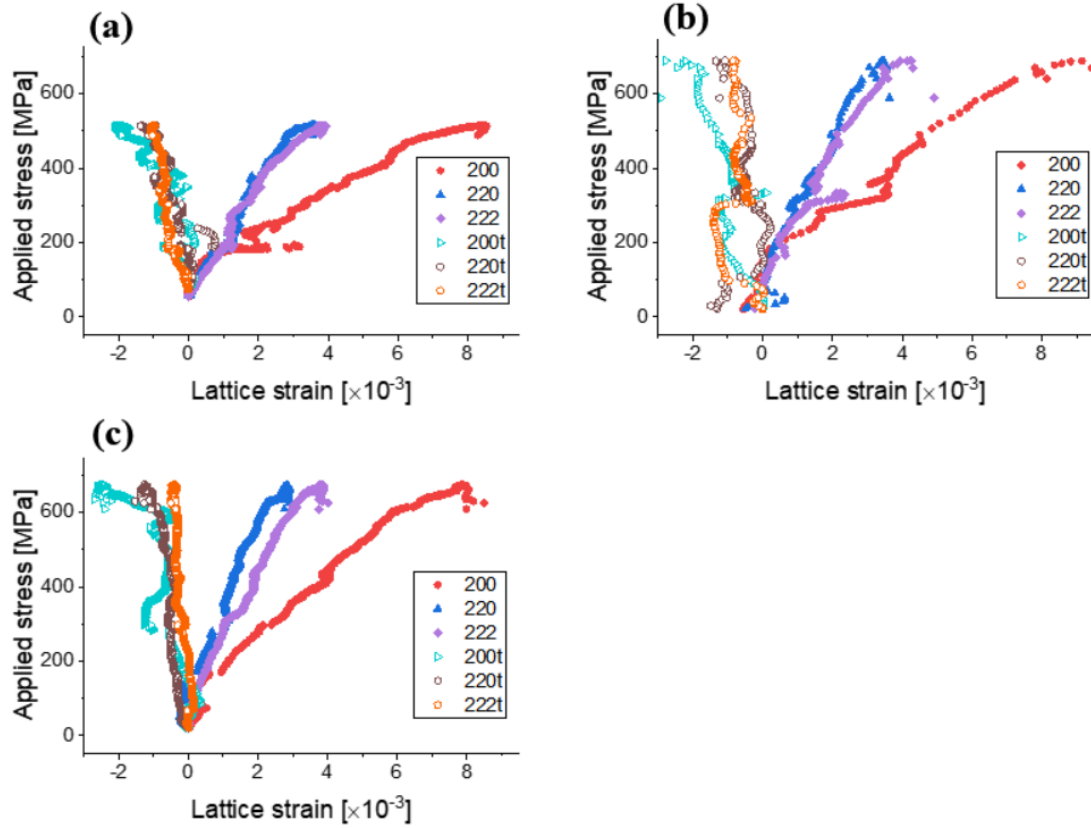 (a)
Applied stress [MPa]
600
400
200
0
-2 0 2 4 6 8
Lattice strain [×10⁻³]
200
220
222
200t
220t
222t
(b)
Applied stress [MPa]
600
400
200
0
-2 0 2 4 6 8
Lattice strain [×10⁻³]
200
220
222
200t
220t
222t
(c)
Applied stress [MPa]
600
400
200
0
-2 0 2 4 6 8
Lattice strain [×10⁻³]
200
220
222
200t
220t
222t